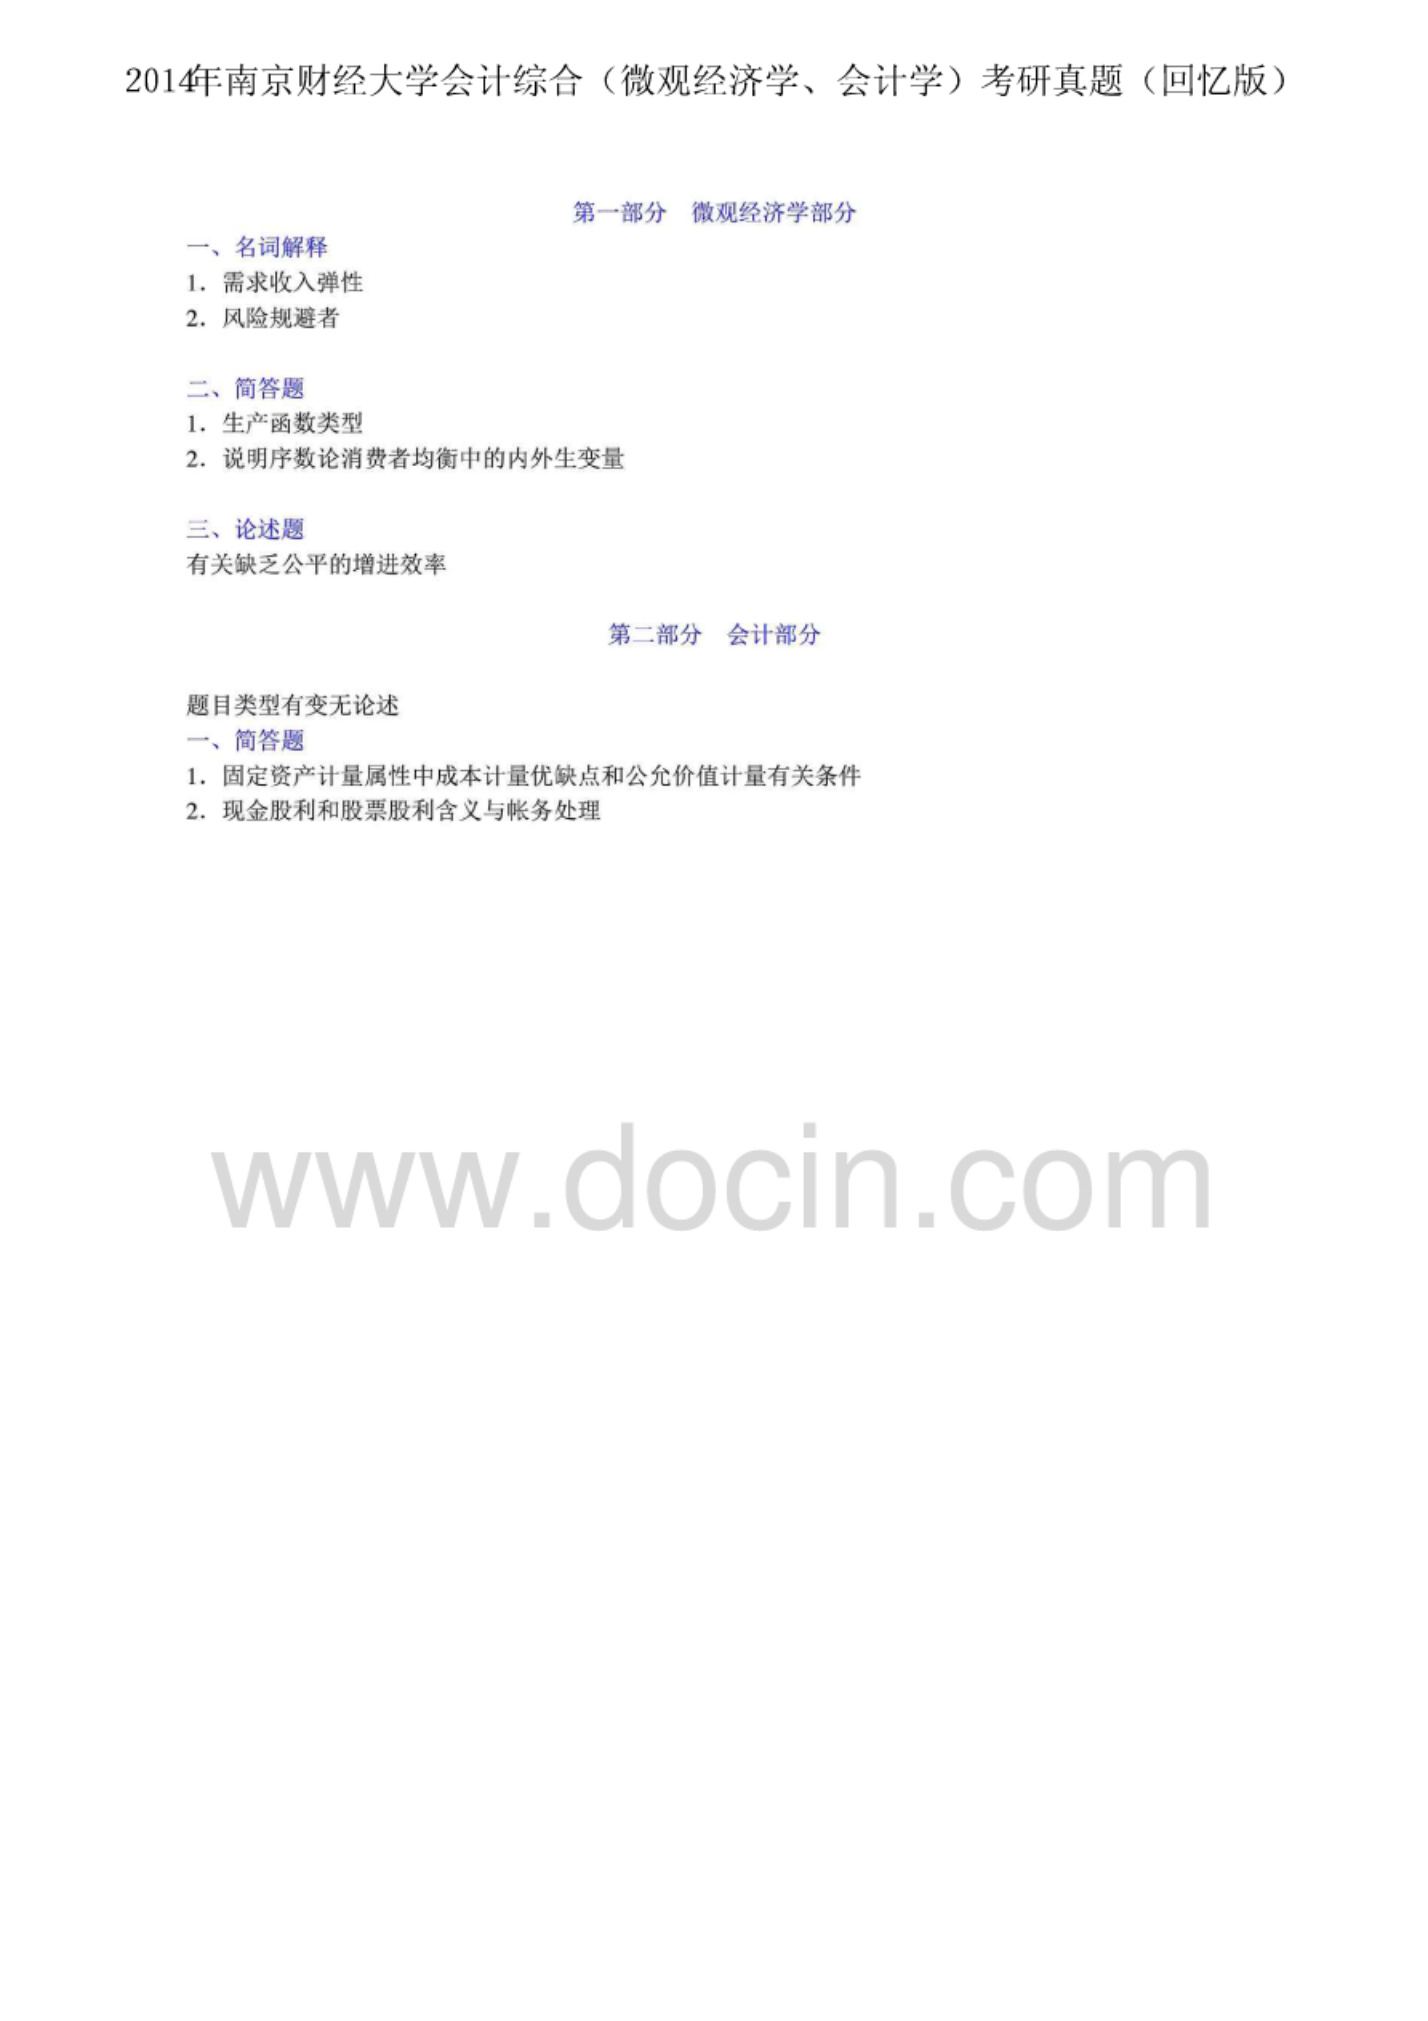 2014年南京财经大学会计综合（微观经济学、会计学）考研真题（回忆版）
第一部分　微观经济学部分
一、名词解释
1．需求收入弹性
2．风险规避者
二、简答题
1．生产函数类型
2．说明序数论消费者均衡中的内外生变量
三、论述题
有关缺乏公平的增进效率
第二部分　会计部分
题目类型有变无论述
一、简答题
1．固定资产计量属性中成本计量优缺点和公允价值计量有关条件
2．现金股利和股票股利含义与帐务处理
www.docin.com